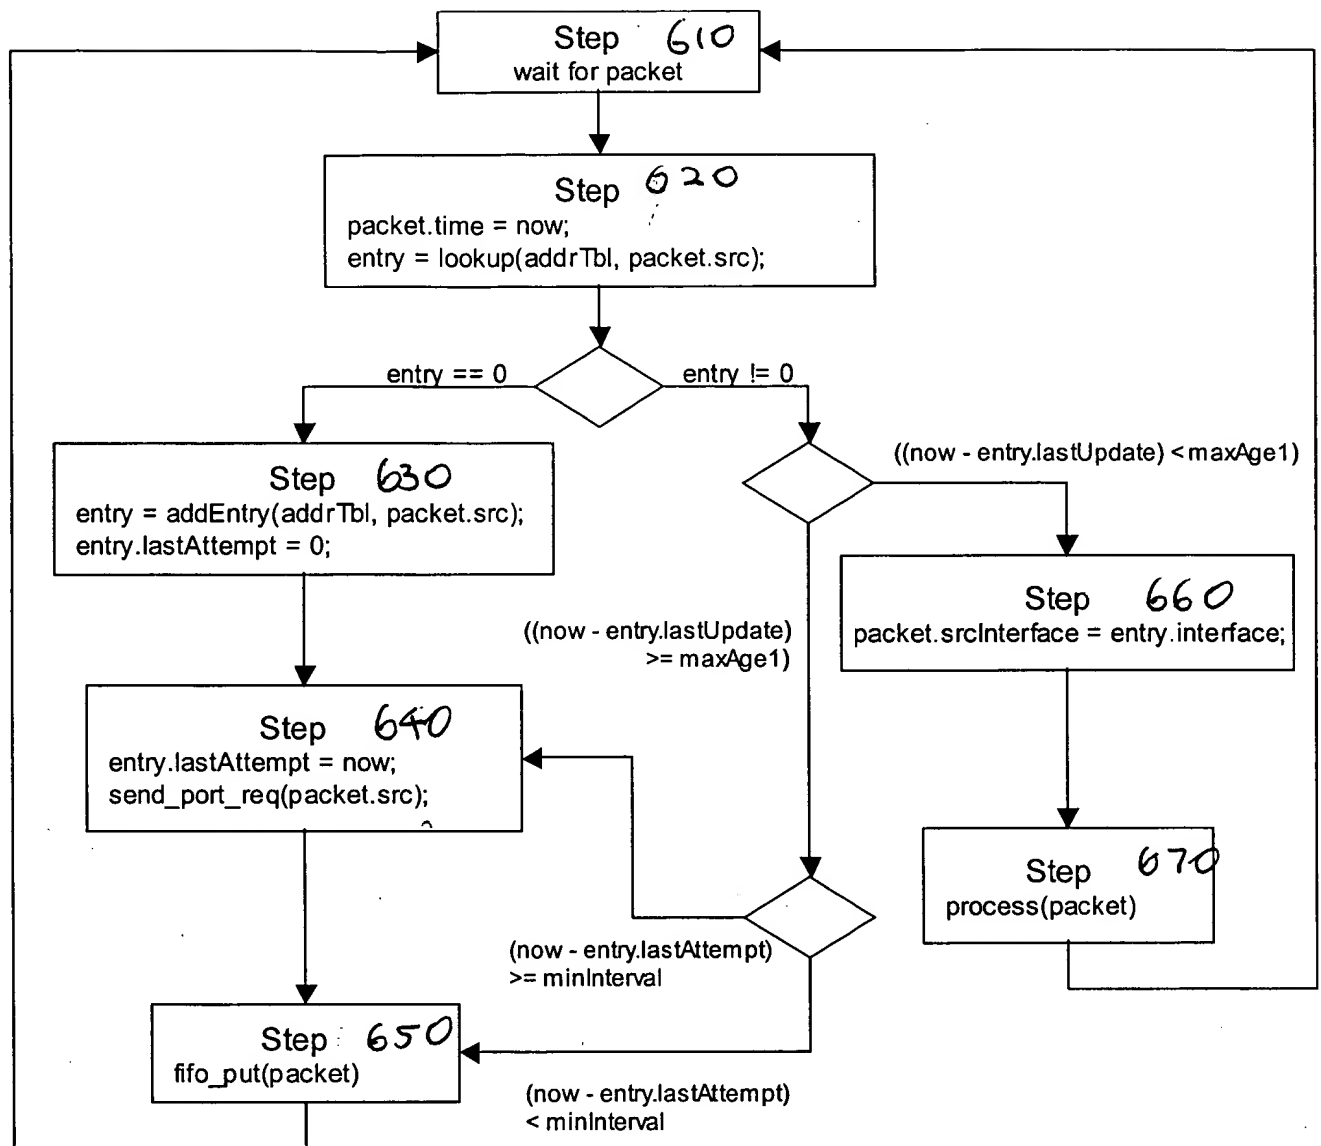 Step 610
wait for packet
Step 620
packet.time = now;
entry = lookup(addrTbl, packet.src);
entry == 0
entry != 0
((now - entry.lastUpdate) < maxAge1)
Step 630
entry = addEntry(addrTbl, packet.src);
entry.lastAttempt = 0;
((now - entry.lastUpdate)
>= maxAge1)
Step 660
packet.srcInterface = entry.interface;
Step 640
entry.lastAttempt = now;
send_port_req(packet.src);
Step 670
process(packet)
(now - entry.lastAttempt)
>= minInterval
Step 650
fifo_put(packet)
(now - entry.lastAttempt)
< minInterval